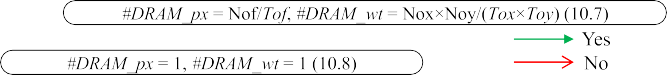 #DRAM_px = Nof/Tof, #DRAM_wt = Nox×Noy/(Tox×Toy) (10.7)
Yes
#DRAM_px = 1, #DRAM_wt = 1 (10.8)
No